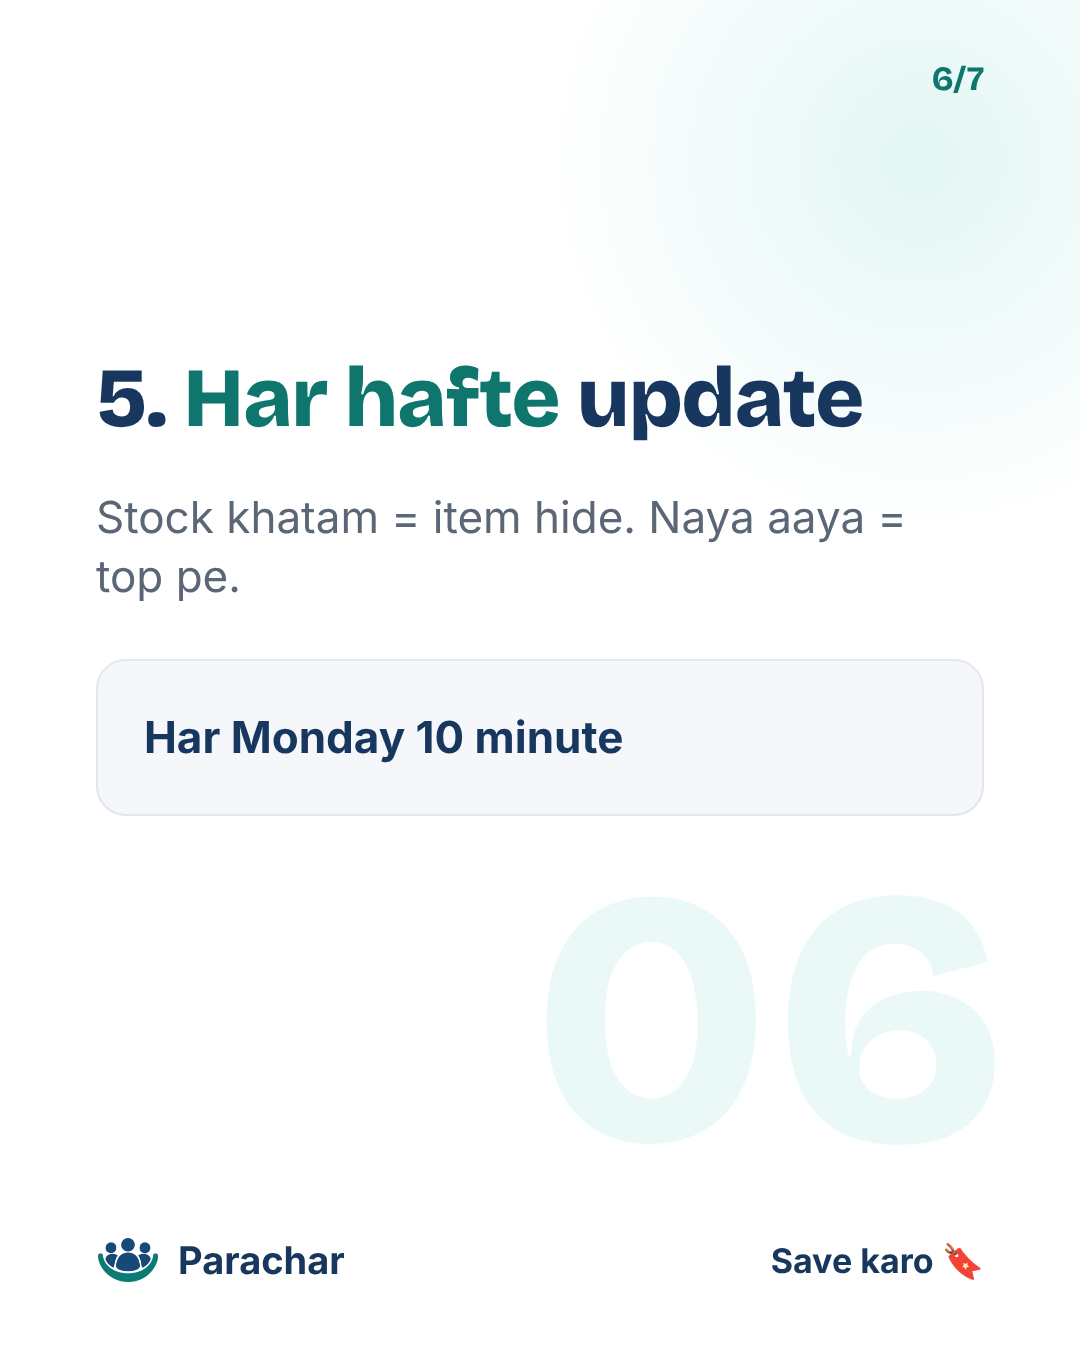 6/7
5. Har hafte update
Stock khatam = item hide. Naya aaya =
top pe.
Har Monday 10 minute
06
Parachar
Save karo 🔖